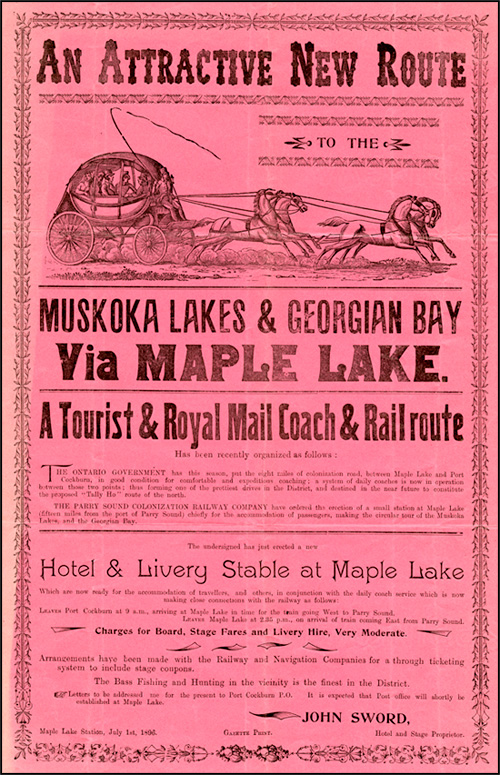 AN ATTRACTIVE NEW ROUTE
TO THE
MUSKOKA LAKES & GEORGIAN BAY
Via MAPLE LAKE.
A Tourist & Royal Mail Coach & Rail route
Has been recently organized as follows :
THE ONTARIO GOVERNMENT has this season, put the eight miles of colonization road, between Maple Lake and Port
Cockburn, in good condition for comfortable and expeditious coaching; a system of daily coaches is now in operation
between those two points; thus forming one of the prettiest drives in the District, and destined in the near future to constitute
the proposed "Tally Ho" route of the north.
THE PARRY SOUND COLONIZATION RAILWAY COMPANY have ordered the erection of a small station at Maple Lake
(fifteen miles from the port of Parry Sound) chiefly for the accommodation of passengers, making the circular tour of the Muskoka
Lakes, and the Georgian Bay.
The undersigned has just erected a new
Hotel & Livery Stable at Maple Lake
Which are now ready for the accommodation of travellers, and others, in conjunction with the daily coach service which is now
making close connections with the railway as follows:
LEAVES Port Cockburn at 9 a.m., arriving at Maple Lake in time for the train going West to Parry Sound.
LEAVES Maple Lake at 2.35 p.m., on arrival of train coming East from Parry Sound.
Charges for Board, Stage Fares and Livery Hire, Very Moderate.
Arrangements have been made with the Railway and Navigation Companies for a through ticketing
system to include stage coupons.
The Bass Fishing and Hunting in the vicinity is the finest in the District.
Letters to be addressed me for the present to Port Cockburn P.O. It is expected that Post office will shortly be
established at Maple Lake.
JOHN SWORD,
Maple Lake Station, July 1st, 1896. GAZETTE PRINT. Hotel and Stage Proprietor.